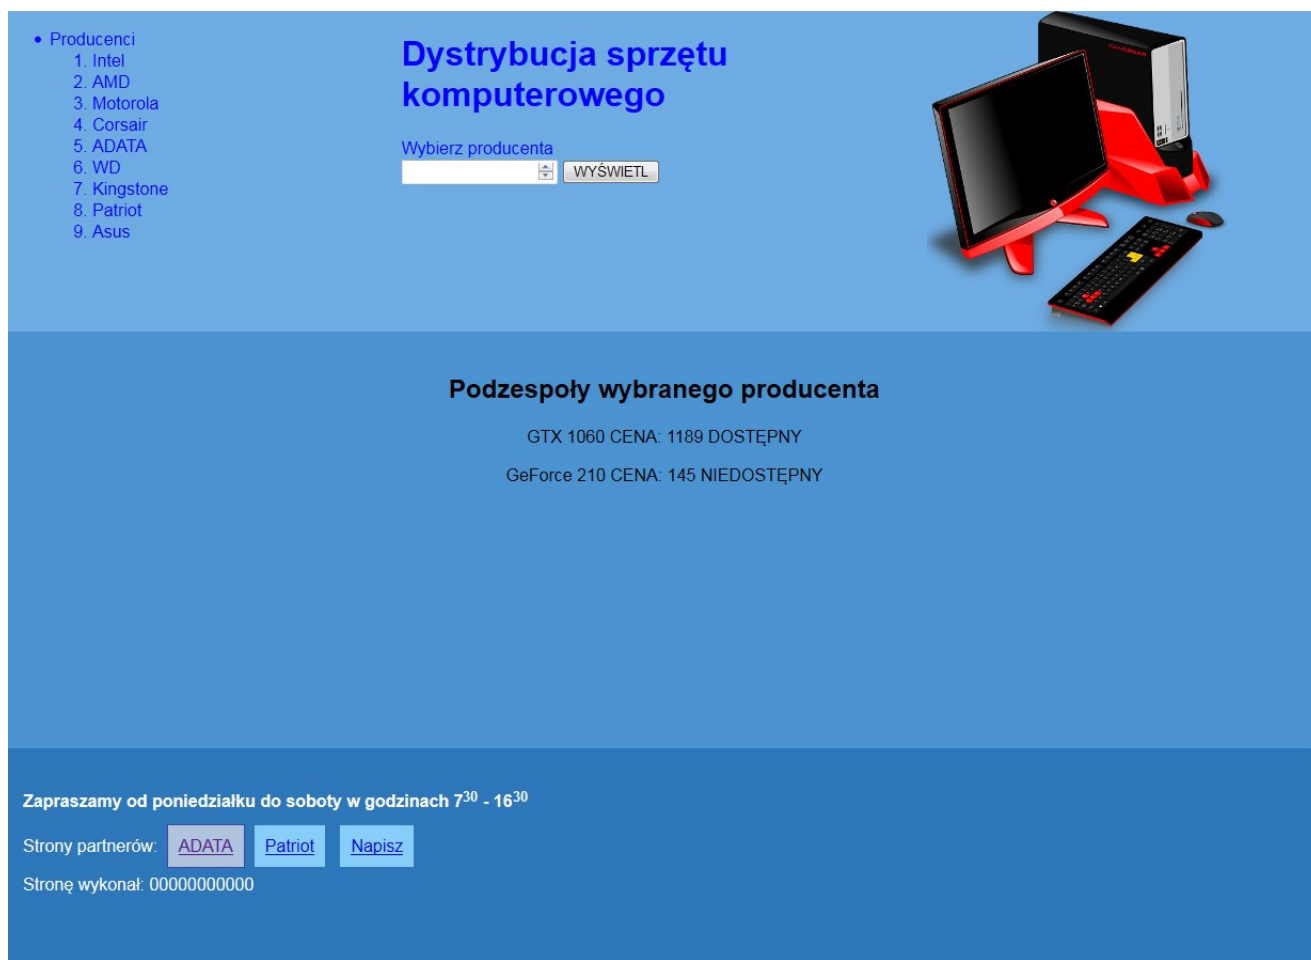 • Producenci
1. Intel
2. AMD
3. Motorola
4. Corsair
5. ADATA
6. WD
7. Kingstone
8. Patriot
9. Asus
Dystrybucja sprzętu
komputerowego
Wybierz producenta
WYŚWIETL
Podzespoły wybranego producenta
GTX 1060 CENA: 1189 DOSTĘPNY
GeForce 210 CENA: 145 NIEDOSTĘPNY
Zapraszamy od poniedziałku do soboty w godzinach 7³⁰ - 16³⁰
Strony partnerów: ADATA Patriot Napisz
Stronę wykonał: 00000000000